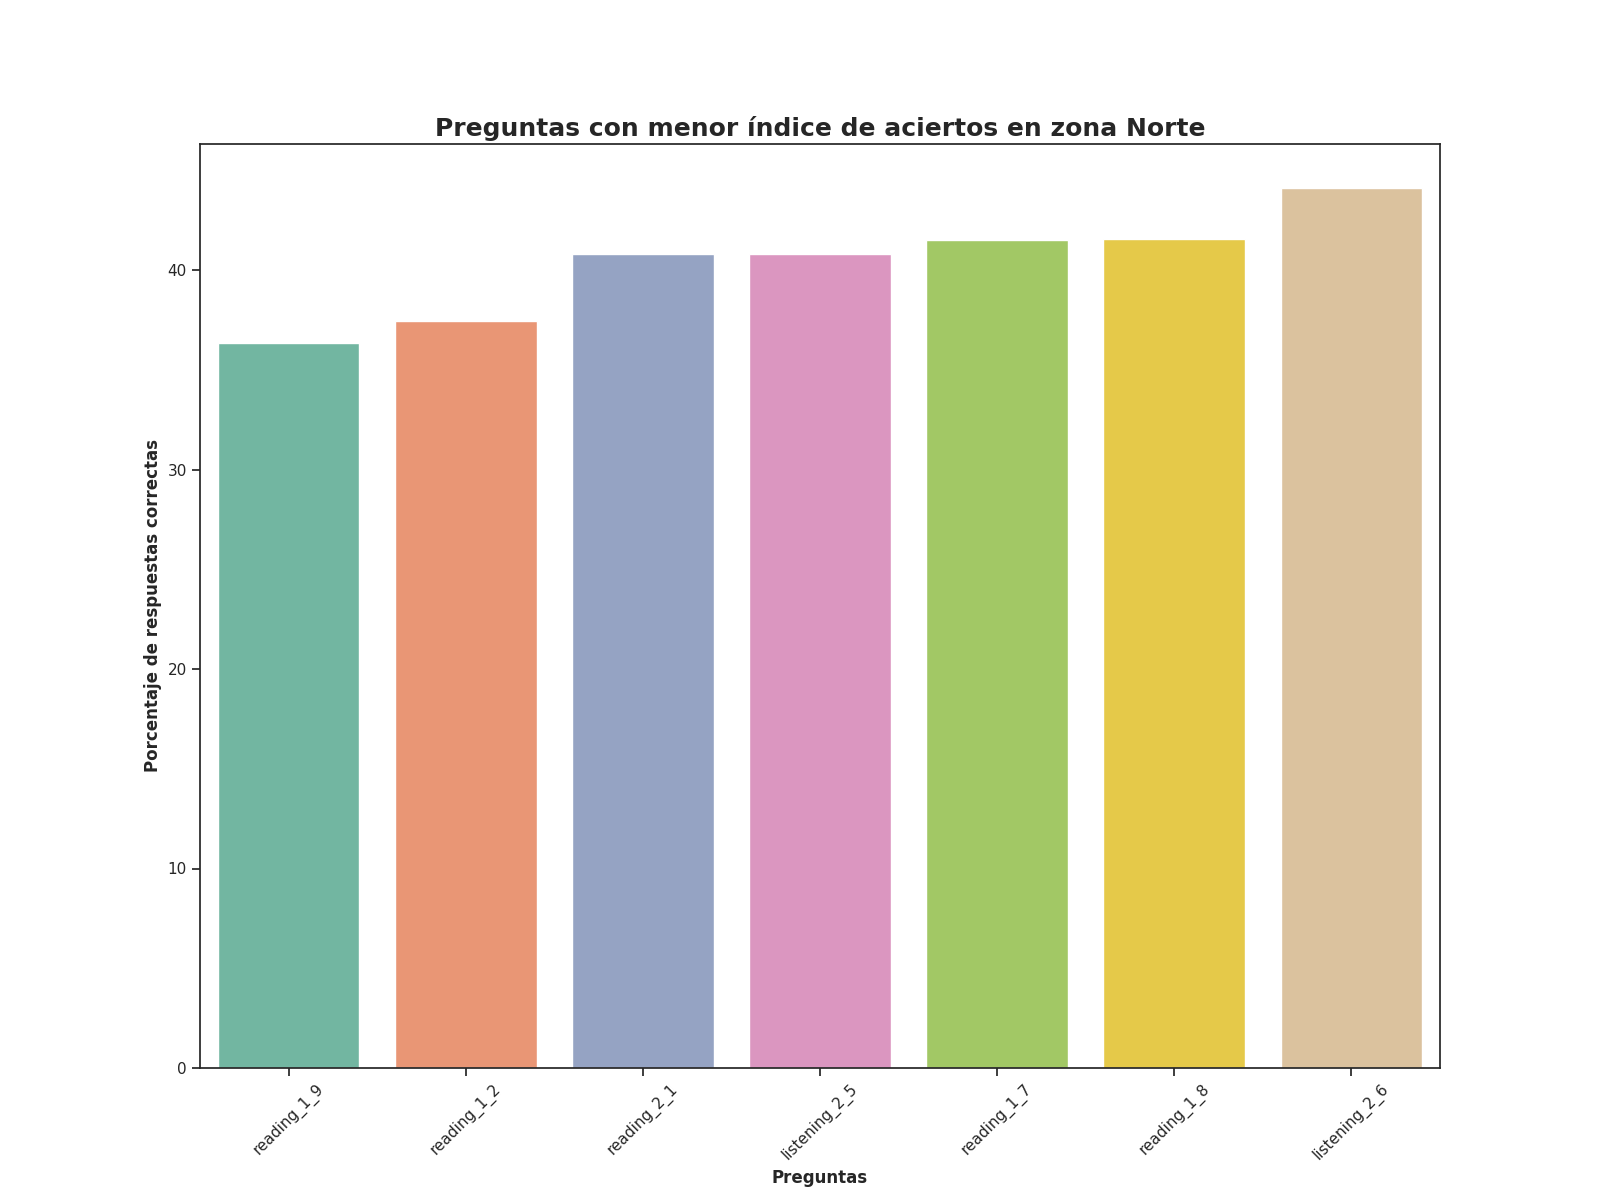 Preguntas con menor índice de aciertos en zona Norte
Porcentaje de respuestas correctas
40
30
20
10
0
reading_1_9
reading_1_2
reading_2_1
listening_2_5
reading_1_7
reading_1_8
listening_2_6
Preguntas